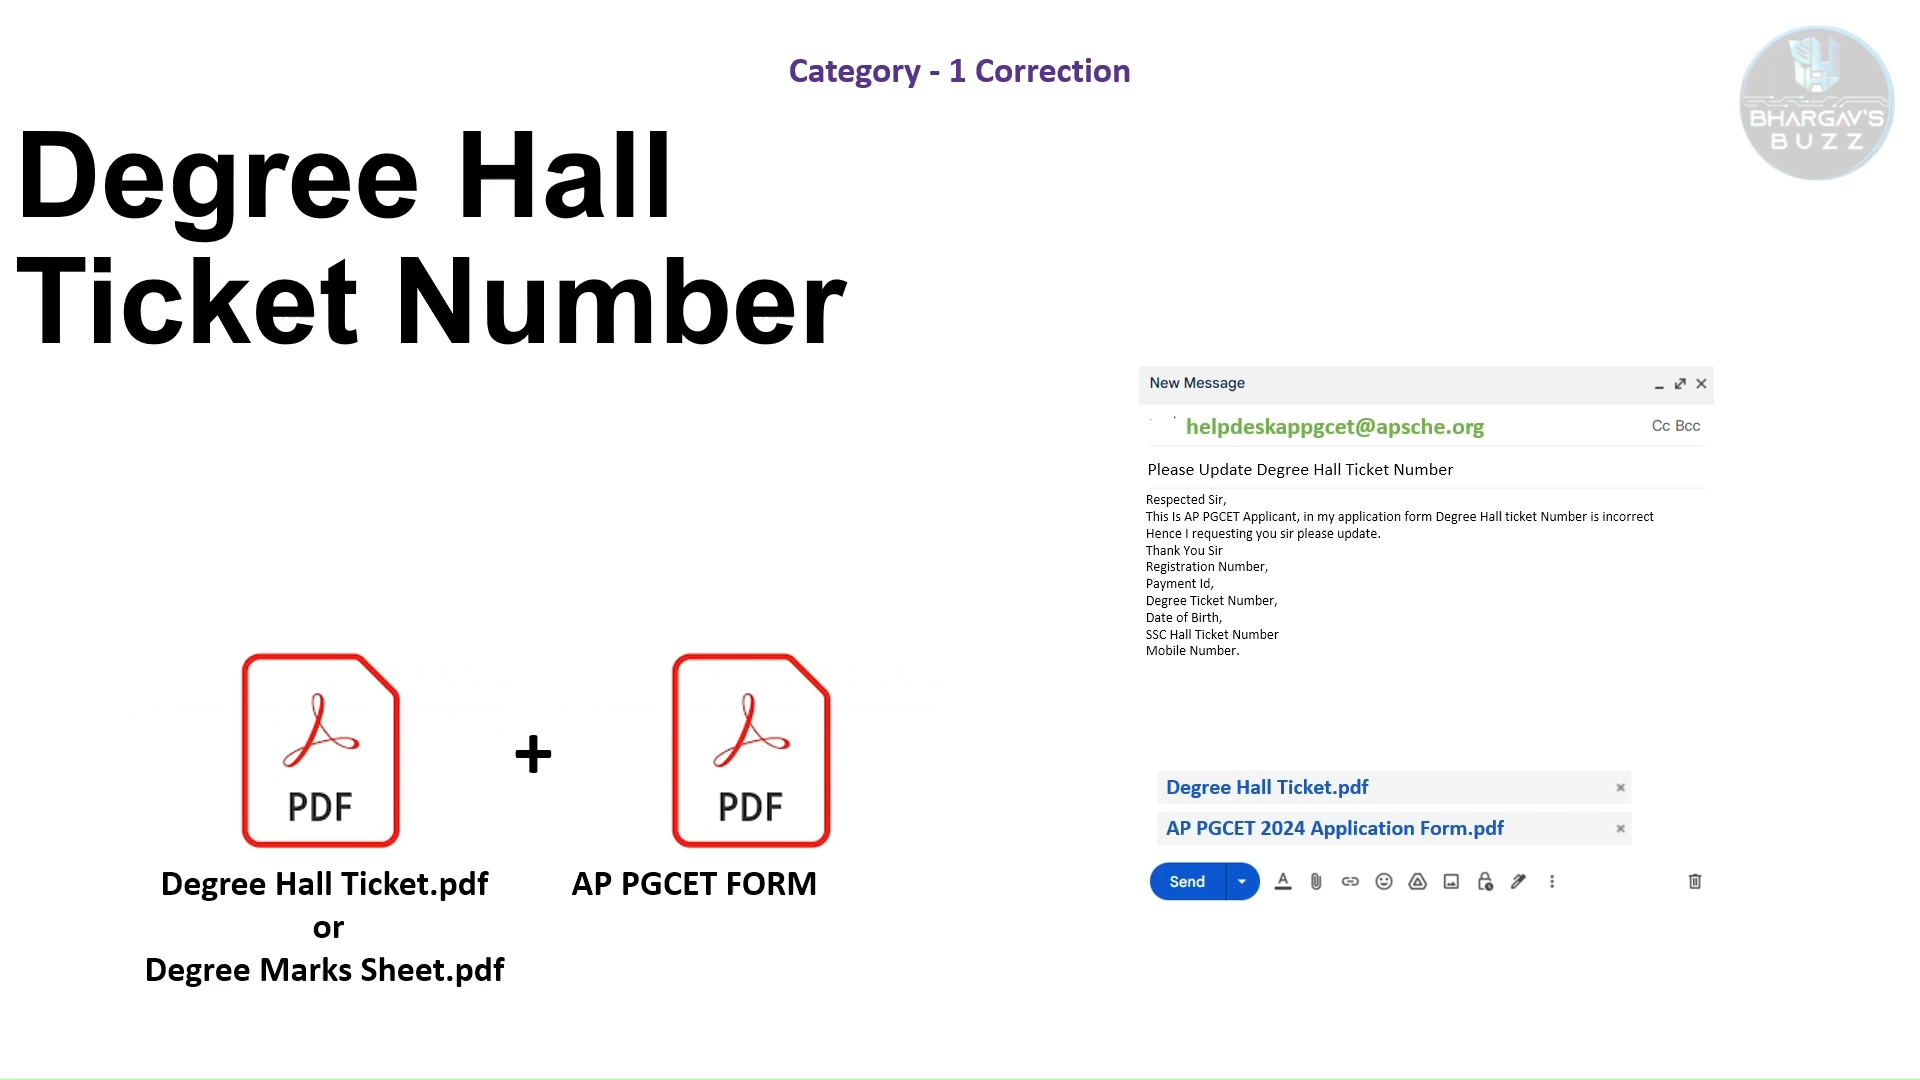 Category - 1 Correction
BHARGAV'S
BUZZ
Degree Hall
Ticket Number
New Message
helpdeskappgcet@apsche.org
Cc Bcc
Please Update Degree Hall Ticket Number
Respected Sir,
This Is AP PGCET Applicant, in my application form Degree Hall ticket Number is incorrect
Hence I requesting you sir please update.
Thank You Sir
Registration Number,
Payment Id,
Degree Ticket Number,
Date of Birth,
SSC Hall Ticket Number
Mobile Number.
Degree Hall Ticket.pdf
AP PGCET 2024 Application Form.pdf
Send
PDF
+
PDF
Degree Hall Ticket.pdf
or
Degree Marks Sheet.pdf
AP PGCET FORM